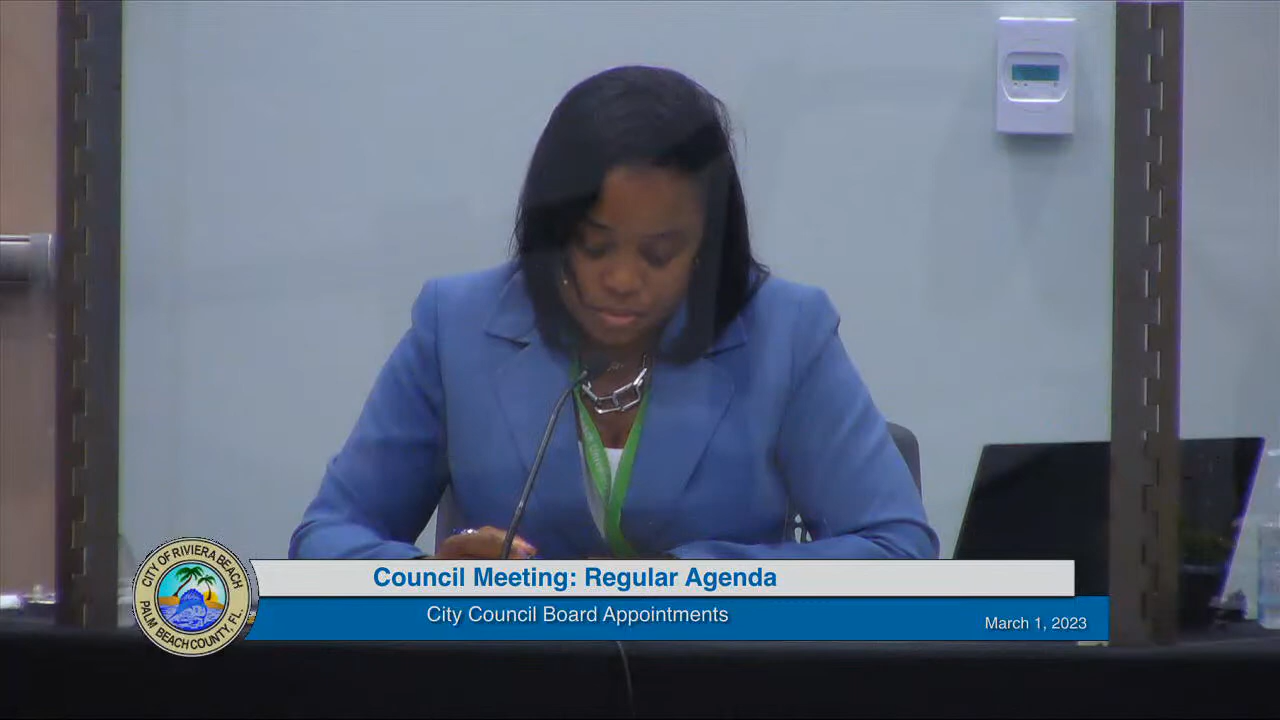 Council Meeting: Regular Agenda
City Council Board Appointments
March 1, 2023
CITY OF RIVIERA BEACH
PALM BEACH COUNTY, FL.